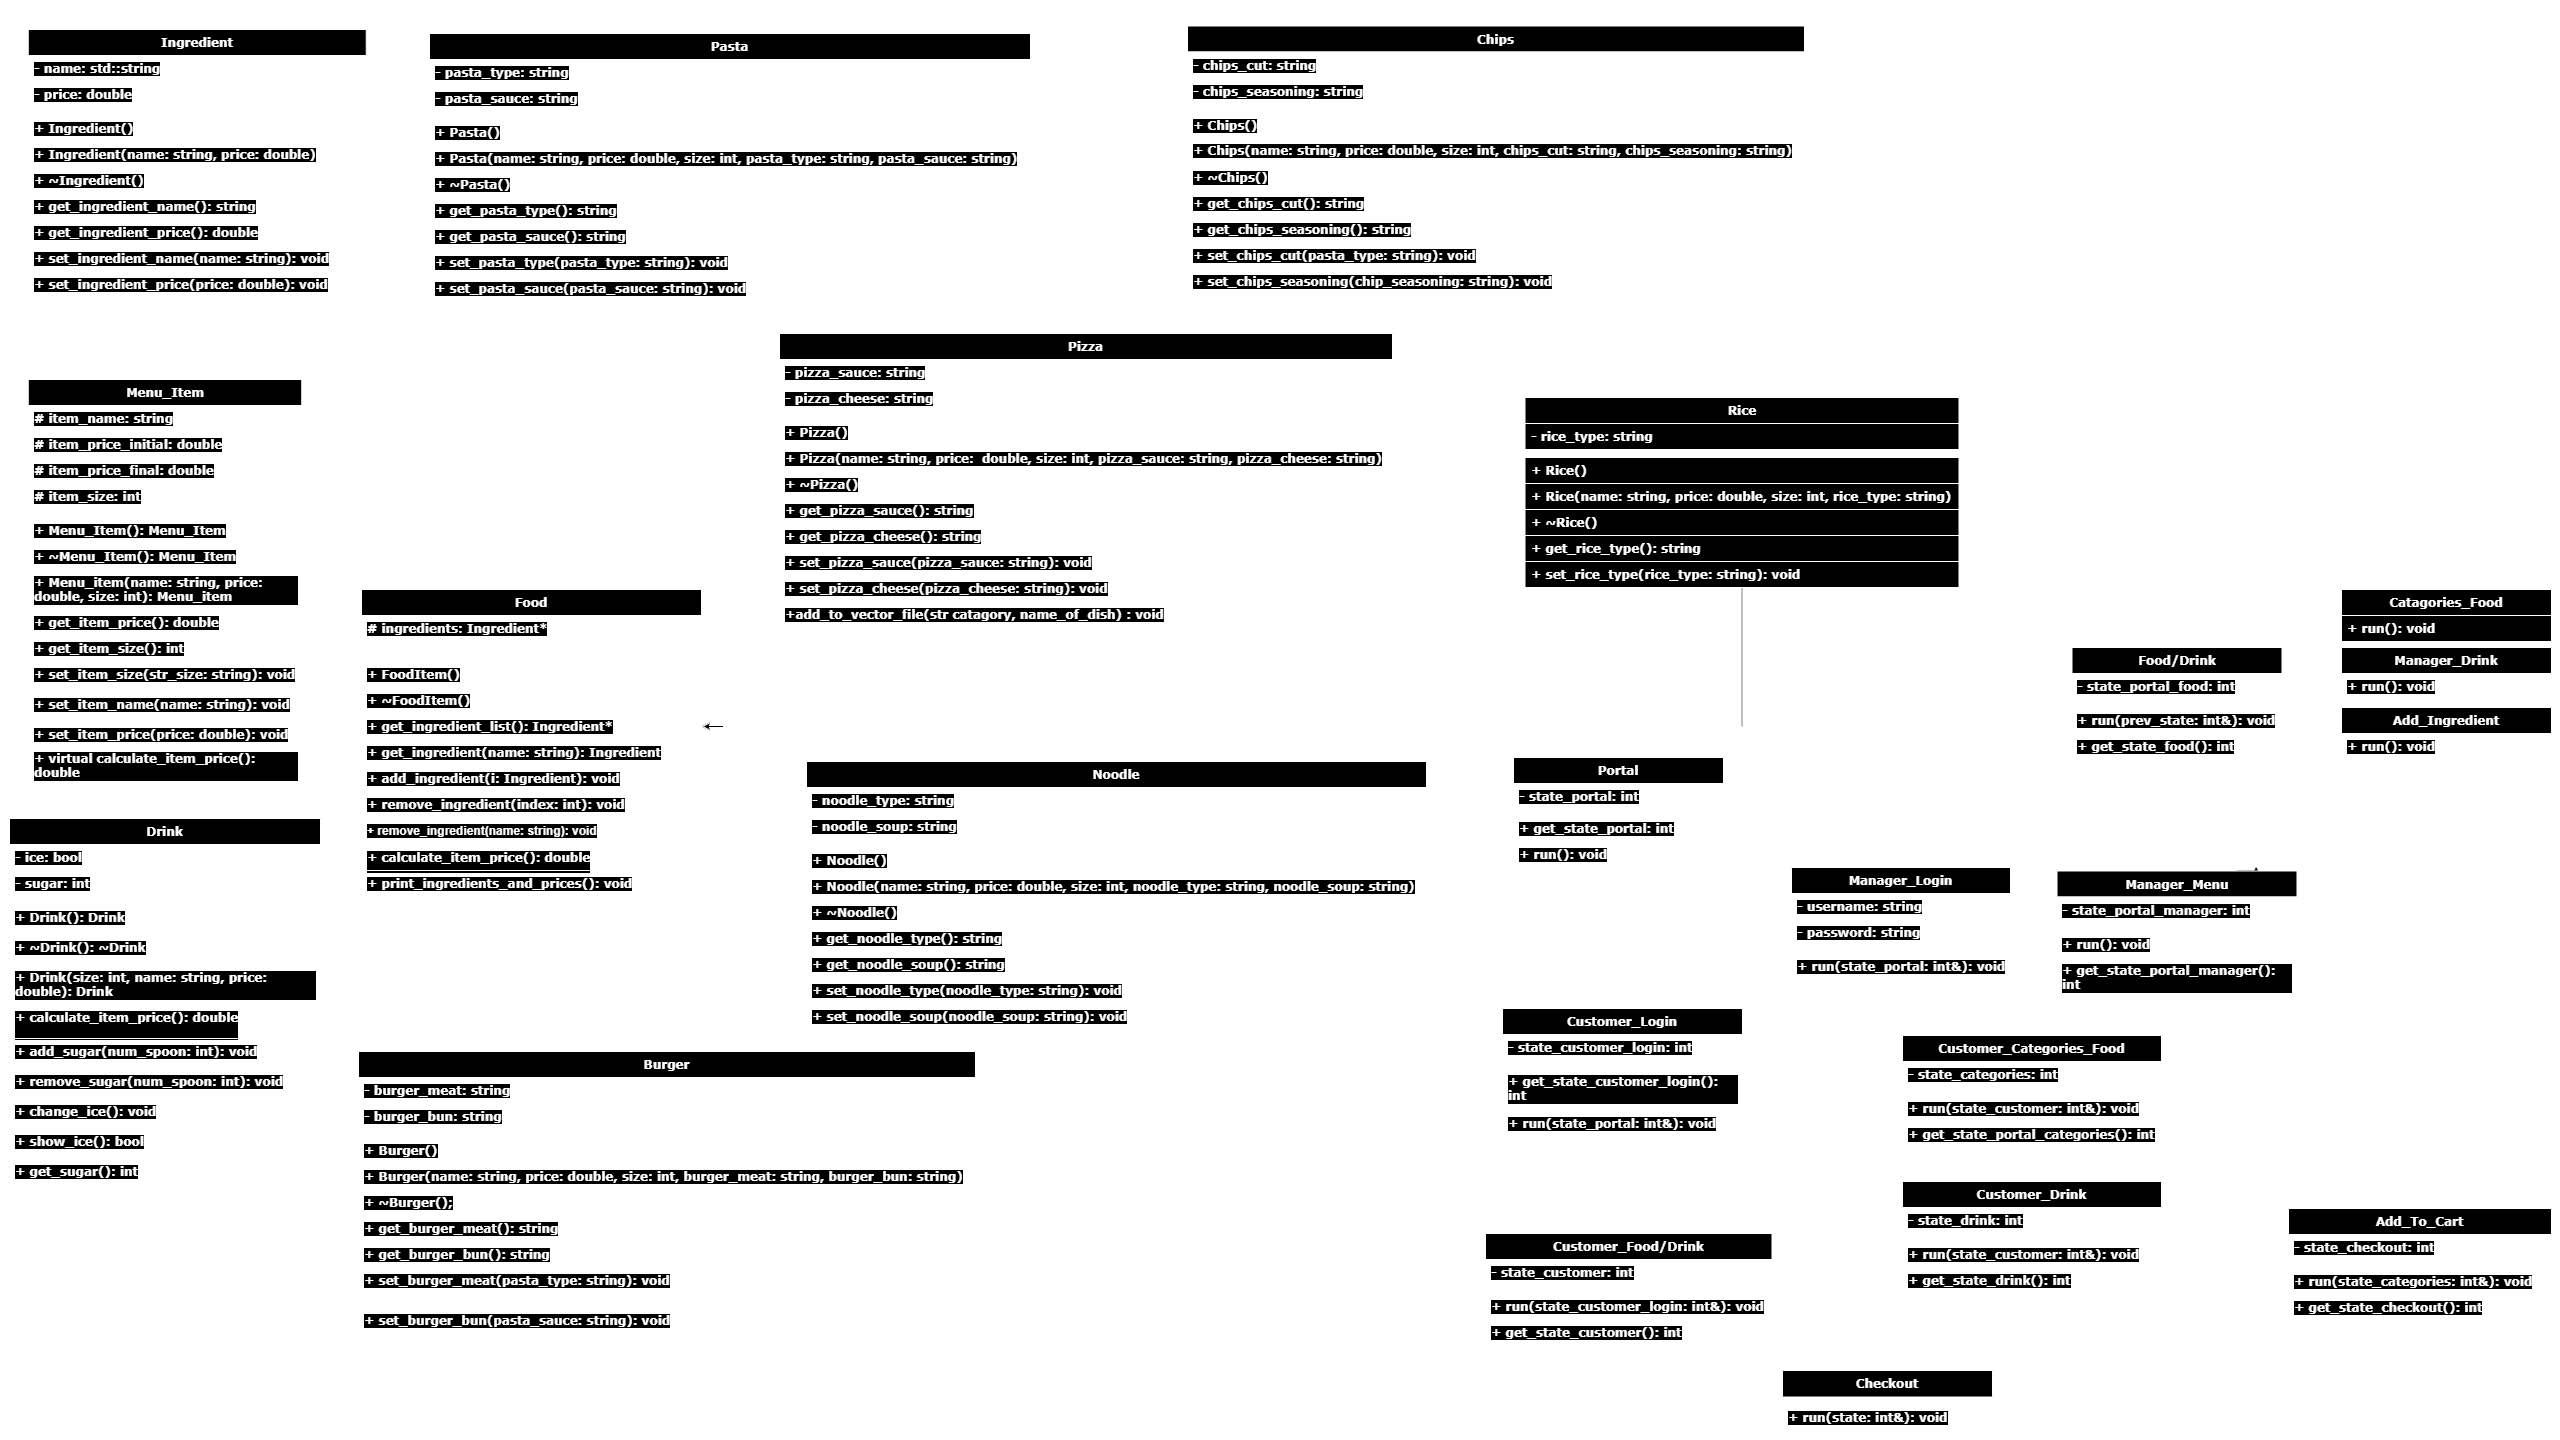 Ingredient
- name: std::string
- price: double
+ Ingredient()
+ Ingredient(name: string, price: double)
+ ~Ingredient()
+ get_ingredient_name(): string
+ get_ingredient_price(): double
+ set_ingredient_name(name: string): void
+ set_ingredient_price(price: double): void
Pasta
- pasta_type: string
- pasta_sauce: string
+ Pasta()
+ Pasta(name: string, price: double, size: int, pasta_type: string, pasta_sauce: string)
+ ~Pasta()
+ get_pasta_type(): string
+ get_pasta_sauce(): string
+ set_pasta_type(pasta_type: string): void
+ set_pasta_sauce(pasta_sauce: string): void
Chips
- chips_cut: string
- chips_seasoning: string
+ Chips()
+ Chips(name: string, price: double, size: int, chips_cut: string, chips_seasoning: string)
+ ~Chips()
+ get_chips_cut(): string
+ get_chips_seasoning(): string
+ set_chips_cut(pasta_type: string): void
+ set_chips_seasoning(chip_seasoning: string): void
Menu_Item
# item_name: string
# item_price_initial: double
# item_price_final: double
# item_size: int
+ Menu_Item(): Menu_Item
+ ~Menu_Item(): Menu_Item
+ Menu_item(name: string, price:
double, size: int): Menu_item
+ get_item_price(): double
+ get_item_size(): int
+ set_item_size(str_size: string): void
+ set_item_name(name: string): void
+ set_item_price(price: double): void
+ virtual calculate_item_price():
double
Pizza
- pizza_sauce: string
- pizza_cheese: string
+ Pizza()
+ Pizza(name: string, price:  double, size: int, pizza_sauce: string, pizza_cheese: string)
+ ~Pizza()
+ get_pizza_sauce(): string
+ get_pizza_cheese(): string
+ set_pizza_sauce(pizza_sauce: string): void
+ set_pizza_cheese(pizza_cheese: string): void
+add_to_vector_file(str catagory, name_of_dish) : void
Rice
- rice_type: string
+ Rice()
+ Rice(name: string, price: double, size: int, rice_type: string)
+ ~Rice()
+ get_rice_type(): string
+ set_rice_type(rice_type: string): void
Food
# ingredients: Ingredient*
+ FoodItem()
+ ~FoodItem()
+ get_ingredient_list(): Ingredient*
+ get_ingredient(name: string): Ingredient
+ add_ingredient(i: Ingredient): void
+ remove_ingredient(index: int): void
+ remove_ingredient(name: string): void
+ calculate_item_price(): double
+ print_ingredients_and_prices(): void
Catagories_Food
+ run(): void
Manager_Drink
+ run(): void
Add_Ingredient
+ run(): void
Food/Drink
- state_portal_food: int
+ run(prev_state: int&): void
+ get_state_food(): int
Noodle
- noodle_type: string
- noodle_soup: string
+ Noodle()
+ Noodle(name: string, price: double, size: int, noodle_type: string, noodle_soup: string)
+ ~Noodle()
+ get_noodle_type(): string
+ get_noodle_soup(): string
+ set_noodle_type(noodle_type: string): void
+ set_noodle_soup(noodle_soup: string): void
Portal
- state_portal: int
+ get_state_portal: int
+ run(): void
Drink
- ice: bool
- sugar: int
+ Drink(): Drink
+ ~Drink(): ~Drink
+ Drink(size: int, name: string, price:
double): Drink
+ calculate_item_price(): double
+ add_sugar(num_spoon: int): void
+ remove_sugar(num_spoon: int): void
+ change_ice(): void
+ show_ice(): bool
+ get_sugar(): int
Manager_Login
- username: string
- password: string
+ run(state_portal: int&): void
Manager_Menu
- state_portal_manager: int
+ run(): void
+ get_state_portal_manager():
int
Customer_Login
- state_customer_login: int
+ get_state_customer_login():
int
+ run(state_portal: int&): void
Customer_Categories_Food
- state_categories: int
+ run(state_customer: int&): void
+ get_state_portal_categories(): int
Burger
- burger_meat: string
- burger_bun: string
+ Burger()
+ Burger(name: string, price: double, size: int, burger_meat: string, burger_bun: string)
+ ~Burger();
+ get_burger_meat(): string
+ get_burger_bun(): string
+ set_burger_meat(pasta_type: string): void
+ set_burger_bun(pasta_sauce: string): void
Customer_Drink
- state_drink: int
+ run(state_customer: int&): void
+ get_state_drink(): int
Add_To_Cart
- state_checkout: int
+ run(state_categories: int&): void
+ get_state_checkout(): int
Customer_Food/Drink
- state_customer: int
+ run(state_customer_login: int&): void
+ get_state_customer(): int
Checkout
+ run(state: int&): void